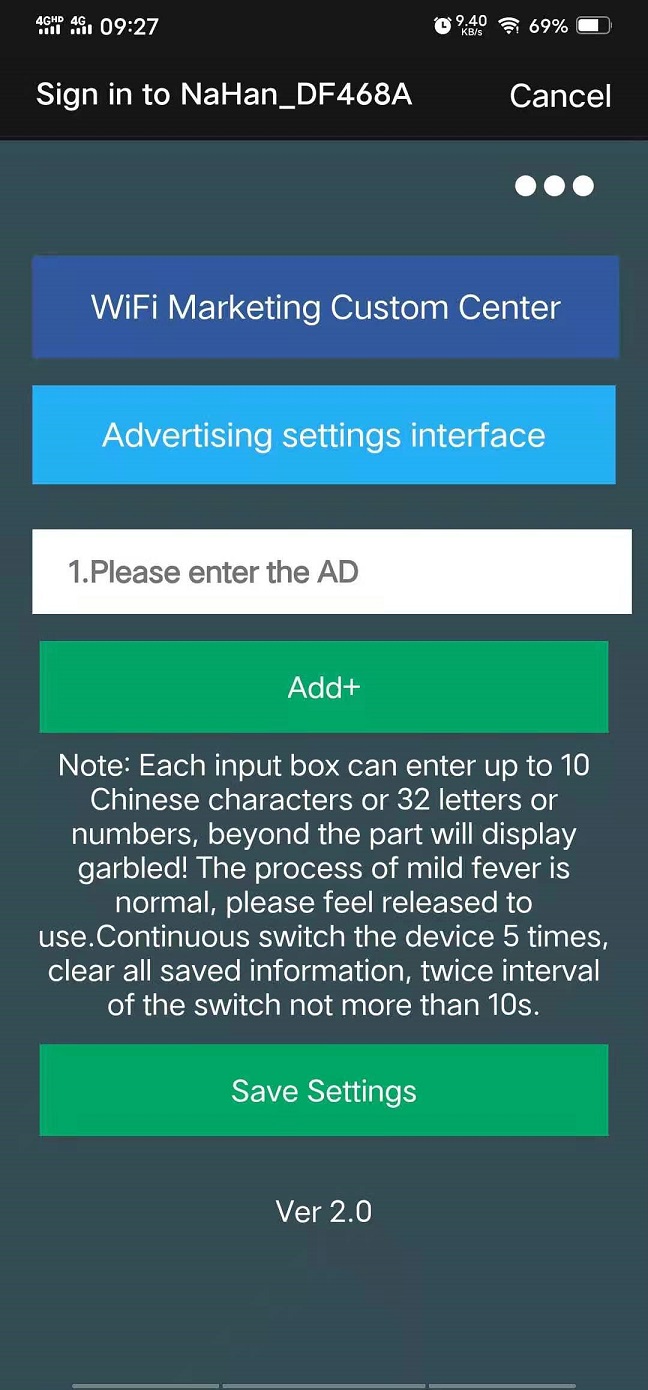 4GHD 4G 09:27 9.40 KB/s 69%
Sign in to NaHan_DF468A Cancel
WiFi Marketing Custom Center
Advertising settings interface
1.Please enter the AD
Add+
Note: Each input box can enter up to 10
Chinese characters or 32 letters or
numbers, beyond the part will display
garbled! The process of mild fever is
normal, please feel released to
use.Continuous switch the device 5 times,
clear all saved information, twice interval
of the switch not more than 10s.
Save Settings
Ver 2.0